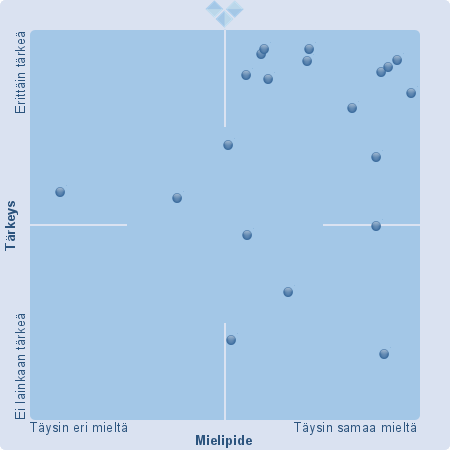 Erittäin tärkeä
Tärkeys
Ei lainkaan tärkeä
Täysin eri mieltä
Täysin samaa mieltä
Mielipide